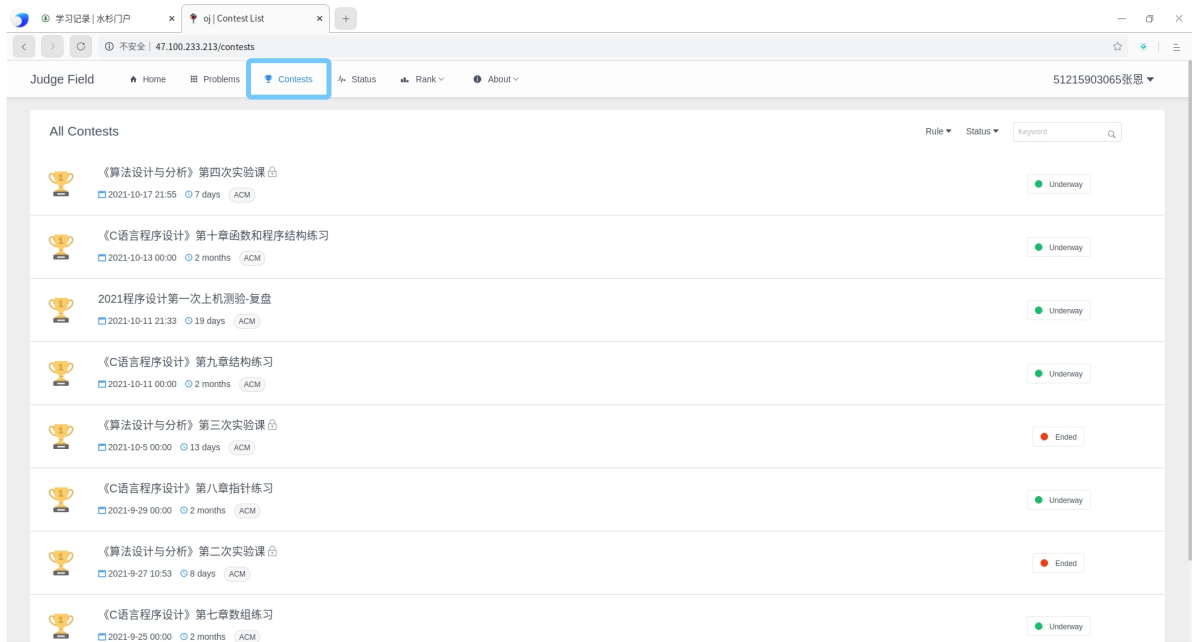 学习记录 | 水杉门户 × oj | Contest List × +
不安全 | 47.100.233.213/contests
Judge Field Home Problems Contests Status Rank About 51215903065张恩
All Contests Rule Status Keyword
《算法设计与分析》第四次实验课
2021-10-17 21:55 7 days ACM
Underway
《C语言程序设计》第十章函数和程序结构练习
2021-10-13 00:00 2 months ACM
Underway
2021程序设计第一次上机测验-复盘
2021-10-11 21:33 19 days ACM
Underway
《C语言程序设计》第九章结构练习
2021-10-11 00:00 2 months ACM
Underway
《算法设计与分析》第三次实验课
2021-10-5 00:00 13 days ACM
Ended
《C语言程序设计》第八章指针练习
2021-9-29 00:00 2 months ACM
Underway
《算法设计与分析》第二次实验课
2021-9-27 10:53 8 days ACM
Ended
《C语言程序设计》第七章数组练习
2021-9-25 00:00 2 months ACM
Underway